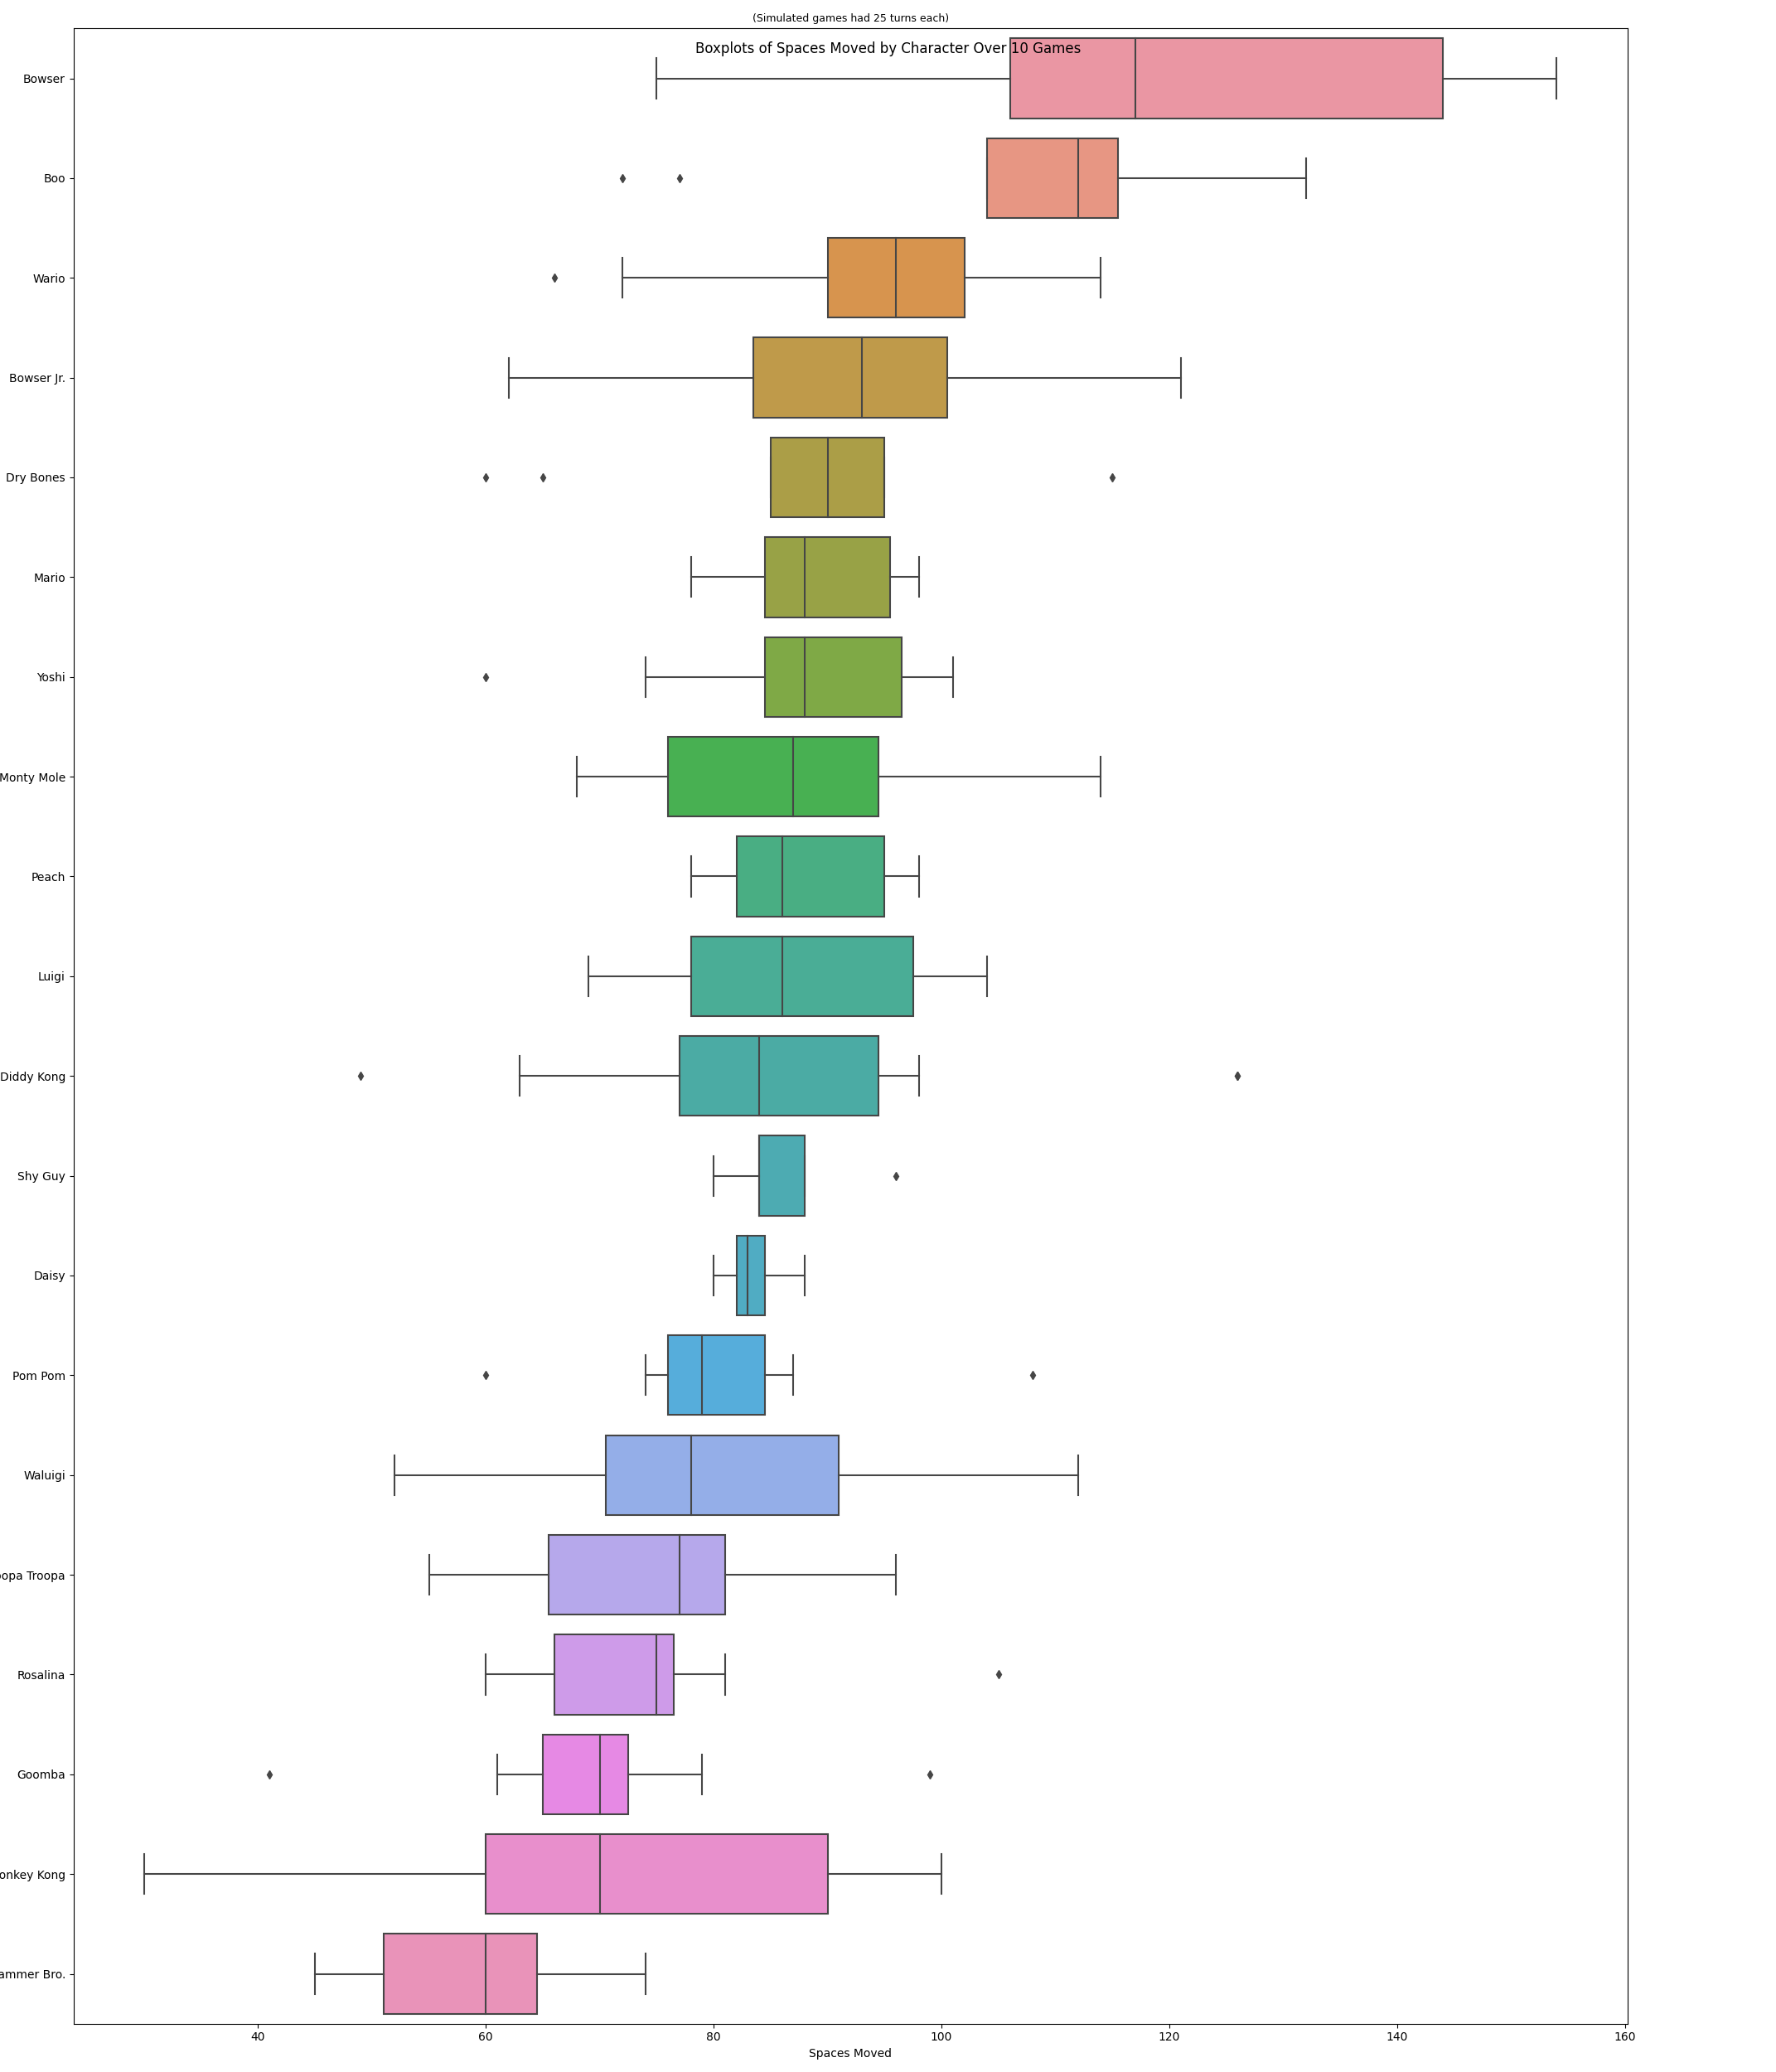 (Simulated games had 25 turns each)
Boxplots of Spaces Moved by Character Over 10 Games
Bowser
Boo
Wario
Bowser Jr.
Dry Bones
Mario
Yoshi
Monty Mole
Peach
Luigi
Diddy Kong
Shy Guy
Daisy
Pom Pom
Waluigi
opa Troopa
Rosalina
Goomba
onkey Kong
ammer Bro.
40 60 80 100 120 140 160
Spaces Moved